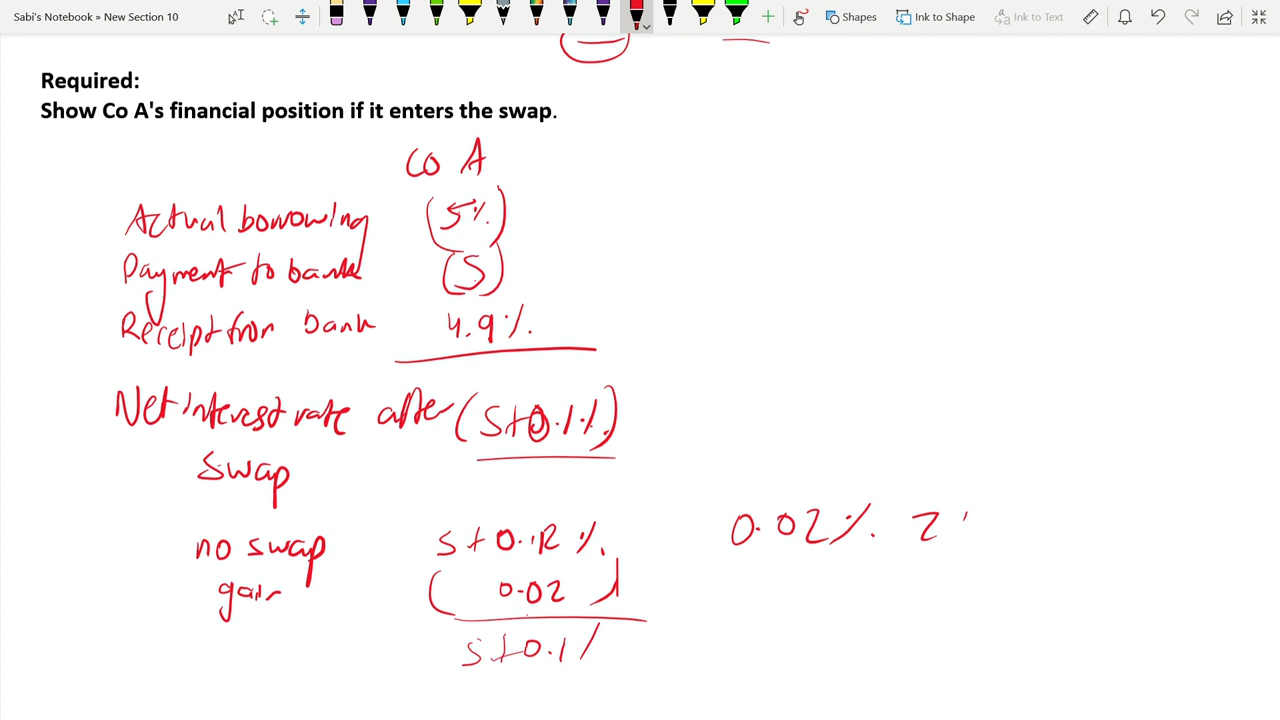 Sabi's Notebook » New Section 10
Shapes
Ink to Shape
Ink to Text
Required:
Show Co A's financial position if it enters the swap.
Co A
Actual borrowing (5%)
Payment to bank (S)
Receipt from bank 4.9%
Net interest rate after (S+0.1%)
swap
0.02% 2'
no swap S+0.12%
gain (0.02)
S+0.1%